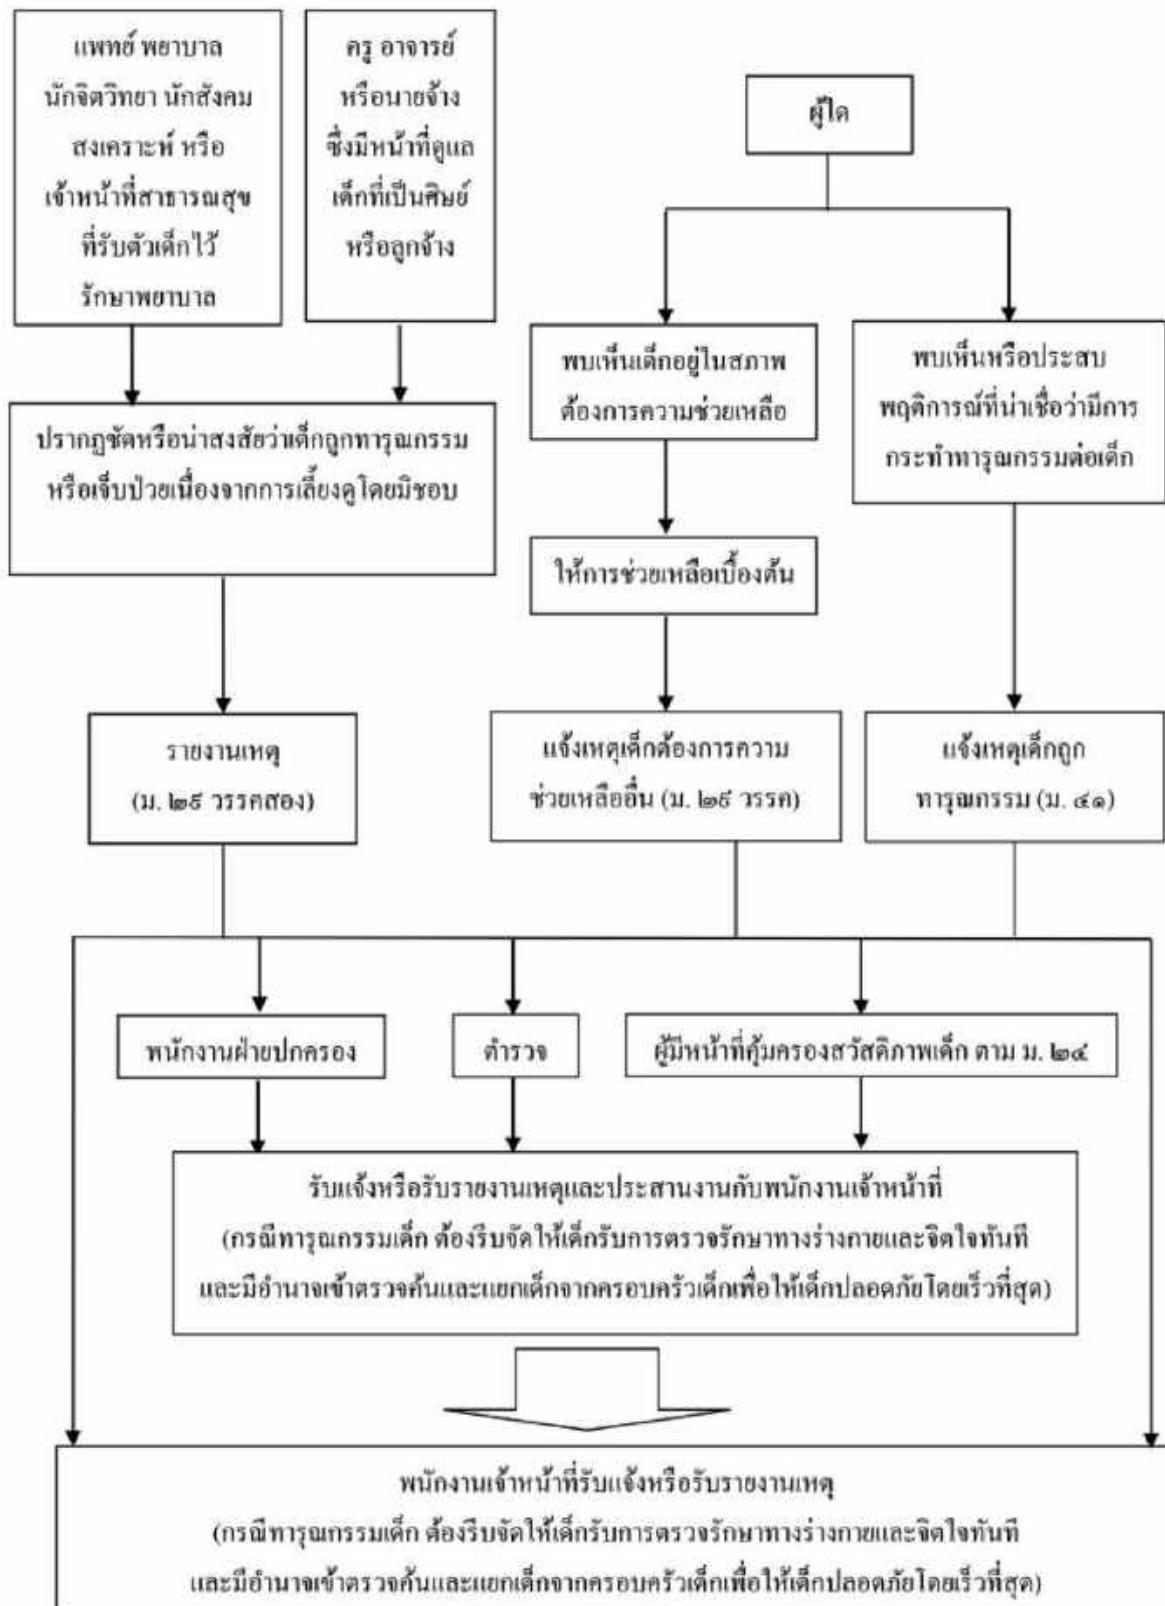 แพทย์ พยาบาล
นักจิตวิทยา นักสังคม
สงเคราะห์ หรือ
เจ้าหน้าที่สาธารณสุข
ที่รับตัวเด็กไว้
รักษาพยาบาล
ครู อาจารย์
หรือนายจ้าง
ซึ่งมีหน้าที่ดูแล
เด็กที่เป็นศิษย์
หรือลูกจ้าง
ผู้ใด
ปรากฏชัดหรือน่าสงสัยว่าเด็กถูกทารุณกรรม
หรือเจ็บป่วยเนื่องจากการเลี้ยงดูโดยมิชอบ
พบเห็นเด็กอยู่ในสภาพ
ต้องการความช่วยเหลือ
พบเห็นหรือประสบ
พฤติการณ์ที่น่าเชื่อว่ามีการ
กระทำทารุณกรรมต่อเด็ก
ให้การช่วยเหลือเบื้องต้น
รายงานเหตุ
(ม. ๒๙ วรรคสอง)
แจ้งเหตุเด็กต้องการความ
ช่วยเหลืออื่น (ม. ๒๙ วรรค)
แจ้งเหตุเด็กถูก
ทารุณกรรม (ม. ๔๑)
พนักงานฝ่ายปกครอง
ตำรวจ
ผู้มีหน้าที่คุ้มครองสวัสดิภาพเด็ก ตาม ม. ๒๔
รับแจ้งหรือรับรายงานเหตุและประสานงานกับพนักงานเจ้าหน้าที่
(กรณีทารุณกรรมเด็ก ต้องรีบจัดให้เด็กรับการตรวจรักษาทางร่างกายและจิตใจทันที
และมีอำนาจเข้าตรวจค้นและแยกเด็กจากครอบครัวเด็กเพื่อให้เด็กปลอดภัยโดยเร็วที่สุด)
พนักงานเจ้าหน้าที่รับแจ้งหรือรับรายงานเหตุ
(กรณีทารุณกรรมเด็ก ต้องรีบจัดให้เด็กรับการตรวจรักษาทางร่างกายและจิตใจทันที
และมีอำนาจเข้าตรวจค้นและแยกเด็กจากครอบครัวเด็กเพื่อให้เด็กปลอดภัยโดยเร็วที่สุด)